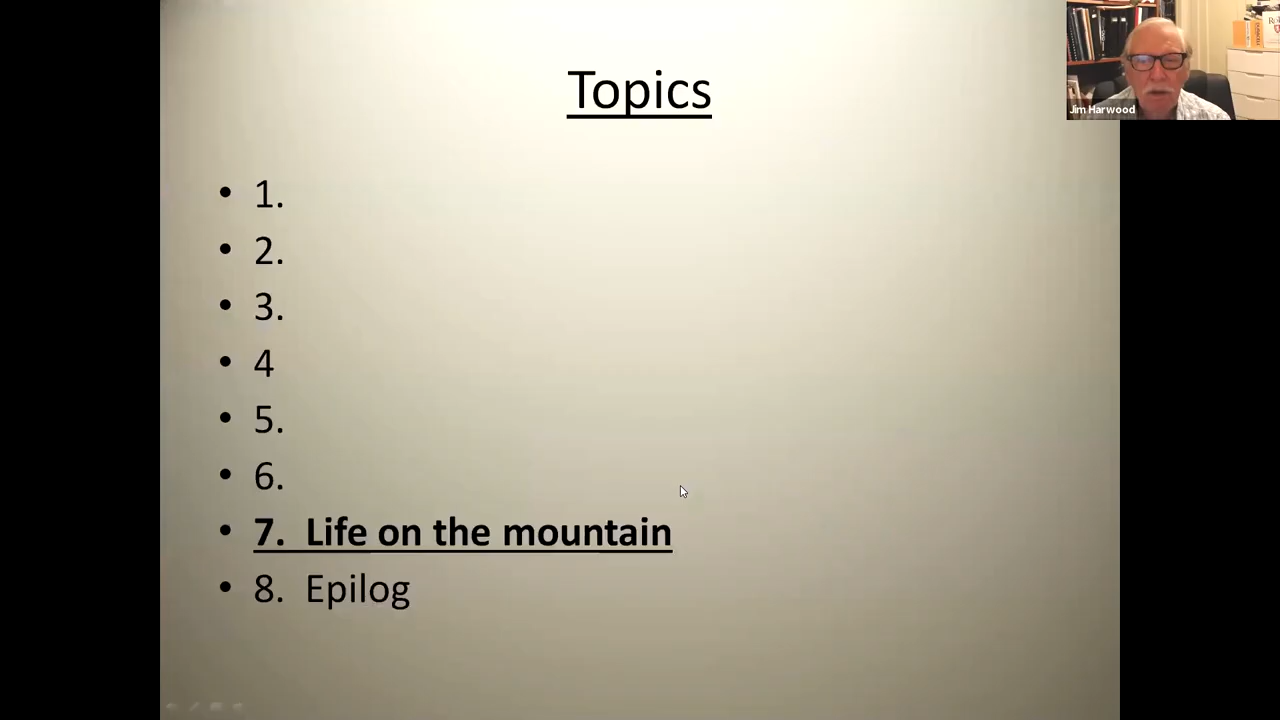 Topics
• 1.
• 2.
• 3.
• 4
• 5.
• 6.
• 7. Life on the mountain
• 8. Epilog
Jim Harwood